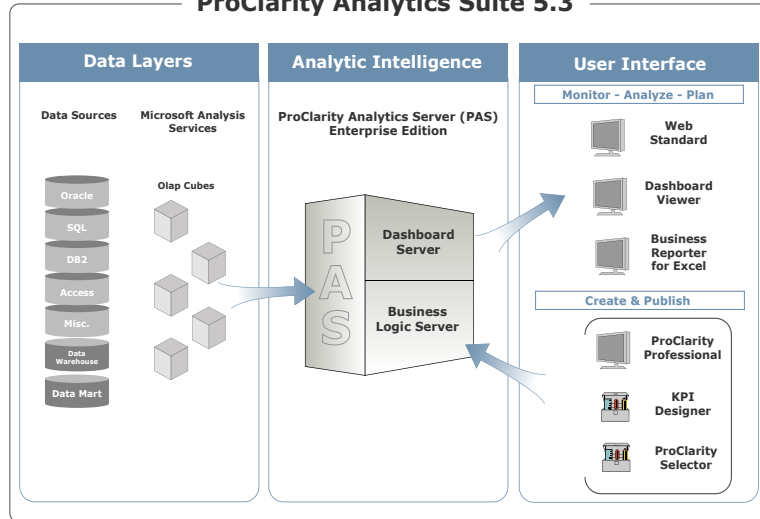 ProClarity Analytics Suite 5.3
Data Layers
Data Sources
Microsoft Analysis
Services
Olap Cubes
Oracle
SQL
DB2
Access
Misc.
Data
Warehouse
Data Mart
Analytic Intelligence
ProClarity Analytics Server (PAS)
Enterprise Edition
P
A
S
Dashboard
Server
Business
Logic Server
User Interface
Monitor - Analyze - Plan
Web
Standard
Dashboard
Viewer
Business
Reporter
for Excel
Create & Publish
ProClarity
Professional
KPI
Designer
ProClarity
Selector